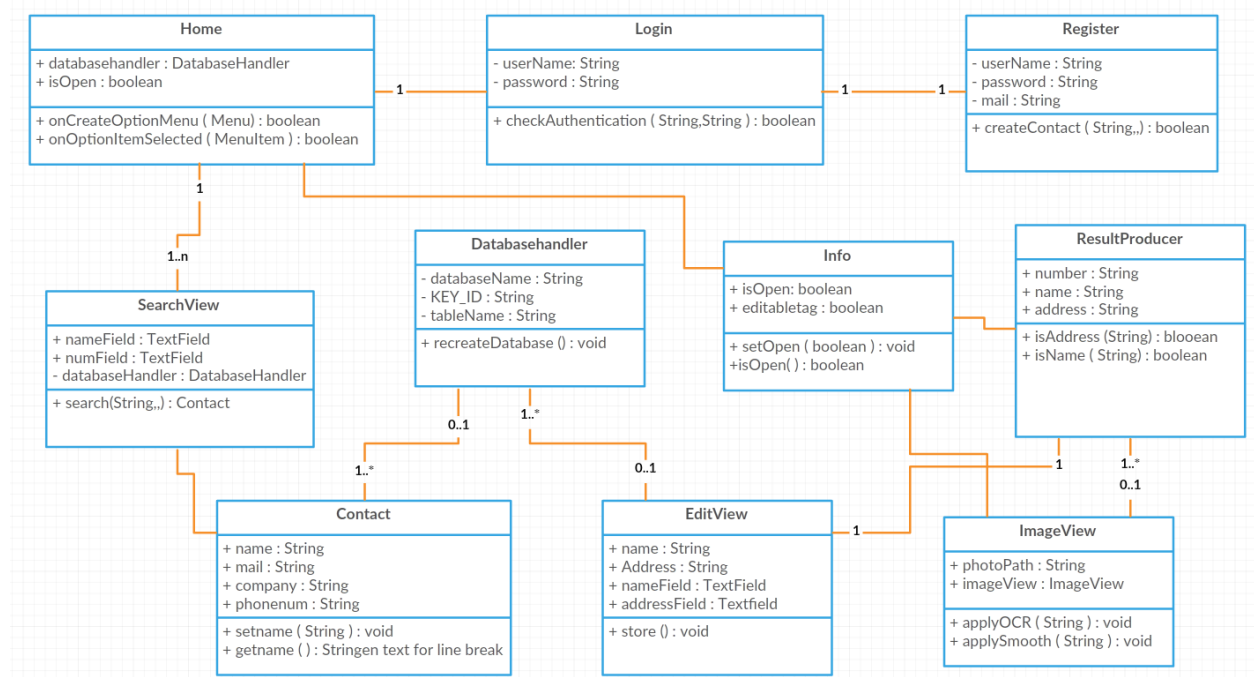 Home
+ databasehandler : DatabaseHandler
+ isOpen : boolean
+ onCreateOptionMenu ( Menu) : boolean
+ onOptionItemSelected ( MenuItem ) : boolean
1
Login
- userName: String
- password : String
+ checkAuthentication ( String,String ) : boolean
1
1
Register
- userName : String
- password : String
- mail : String
+ createContact ( String,,) : boolean
1
1..n
SearchView
+ nameField : TextField
+ numField : TextField
- databaseHandler : DatabaseHandler
+ search(String,,) : Contact
Databasehandler
- databaseName : String
- KEY_ID : String
- tableName : String
+ recreateDatabase () : void
Info
+ isOpen: boolean
+ editabletag : boolean
+ setOpen ( boolean ) : void
+isOpen( ) : boolean
ResultProducer
+ number : String
+ name : String
+ address : String
+ isAddress (String) : blooean
+ isName ( String) : boolean
0..1
1..*
1..*
0..1
1
1
1..*
0..1
Contact
+ name : String
+ mail : String
+ company : String
+ phonenum : String
+ setname ( String ) : void
+ getname ( ) : Stringen text for line break
EditView
+ name : String
+ Address : String
+ nameField : TextField
+ addressField : Textfield
+ store () : void
ImageView
+ photoPath : String
+ imageView : ImageView
+ applyOCR ( String ) : void
+ applySmooth ( String ) : void